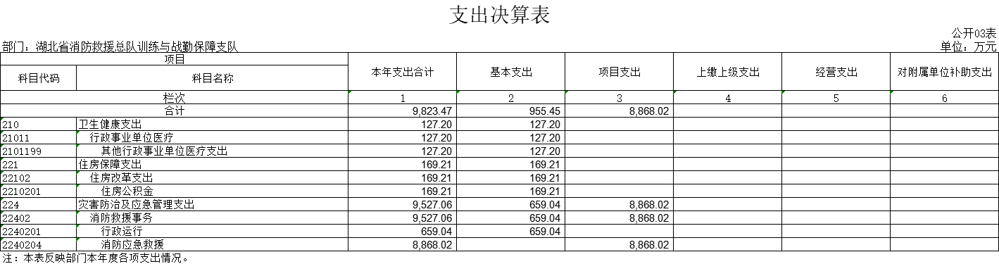 支出决算表
公开03表
部门：湖北省消防救援总队训练与战勤保障支队 单位：万元
项目 本年支出合计 基本支出 项目支出 上缴上级支出 经营支出 对附属单位补助支出
科目代码 科目名称
栏次 1 2 3 4 5 6
合计 9,823.47 955.45 8,868.02
210 卫生健康支出 127.20 127.20
21011 行政事业单位医疗 127.20 127.20
2101199 其他行政事业单位医疗支出 127.20 127.20
221 住房保障支出 169.21 169.21
22102 住房改革支出 169.21 169.21
2210201 住房公积金 169.21 169.21
224 灾害防治及应急管理支出 9,527.06 659.04 8,868.02
22402 消防救援事务 9,527.06 659.04 8,868.02
2240201 行政运行 659.04 659.04
2240204 消防应急救援 8,868.02 8,868.02
注：本表反映部门本年度各项支出情况。